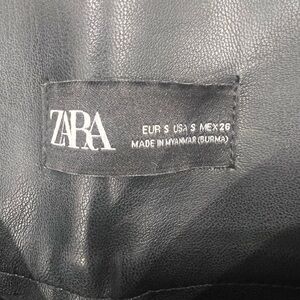 ZARA
EUR S USA S MEX 26
MADE IN MYANMAR (BURMA)